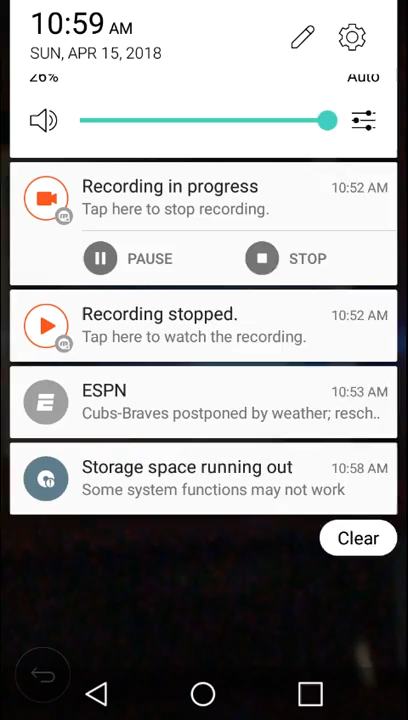 10:59 AM
SUN, APR 15, 2018
26% Auto
Recording in progress 10:52 AM
Tap here to stop recording.
PAUSE STOP
Recording stopped. 10:52 AM
Tap here to watch the recording.
ESPN 10:53 AM
Cubs-Braves postponed by weather; resch..
Storage space running out 10:58 AM
Some system functions may not work
Clear